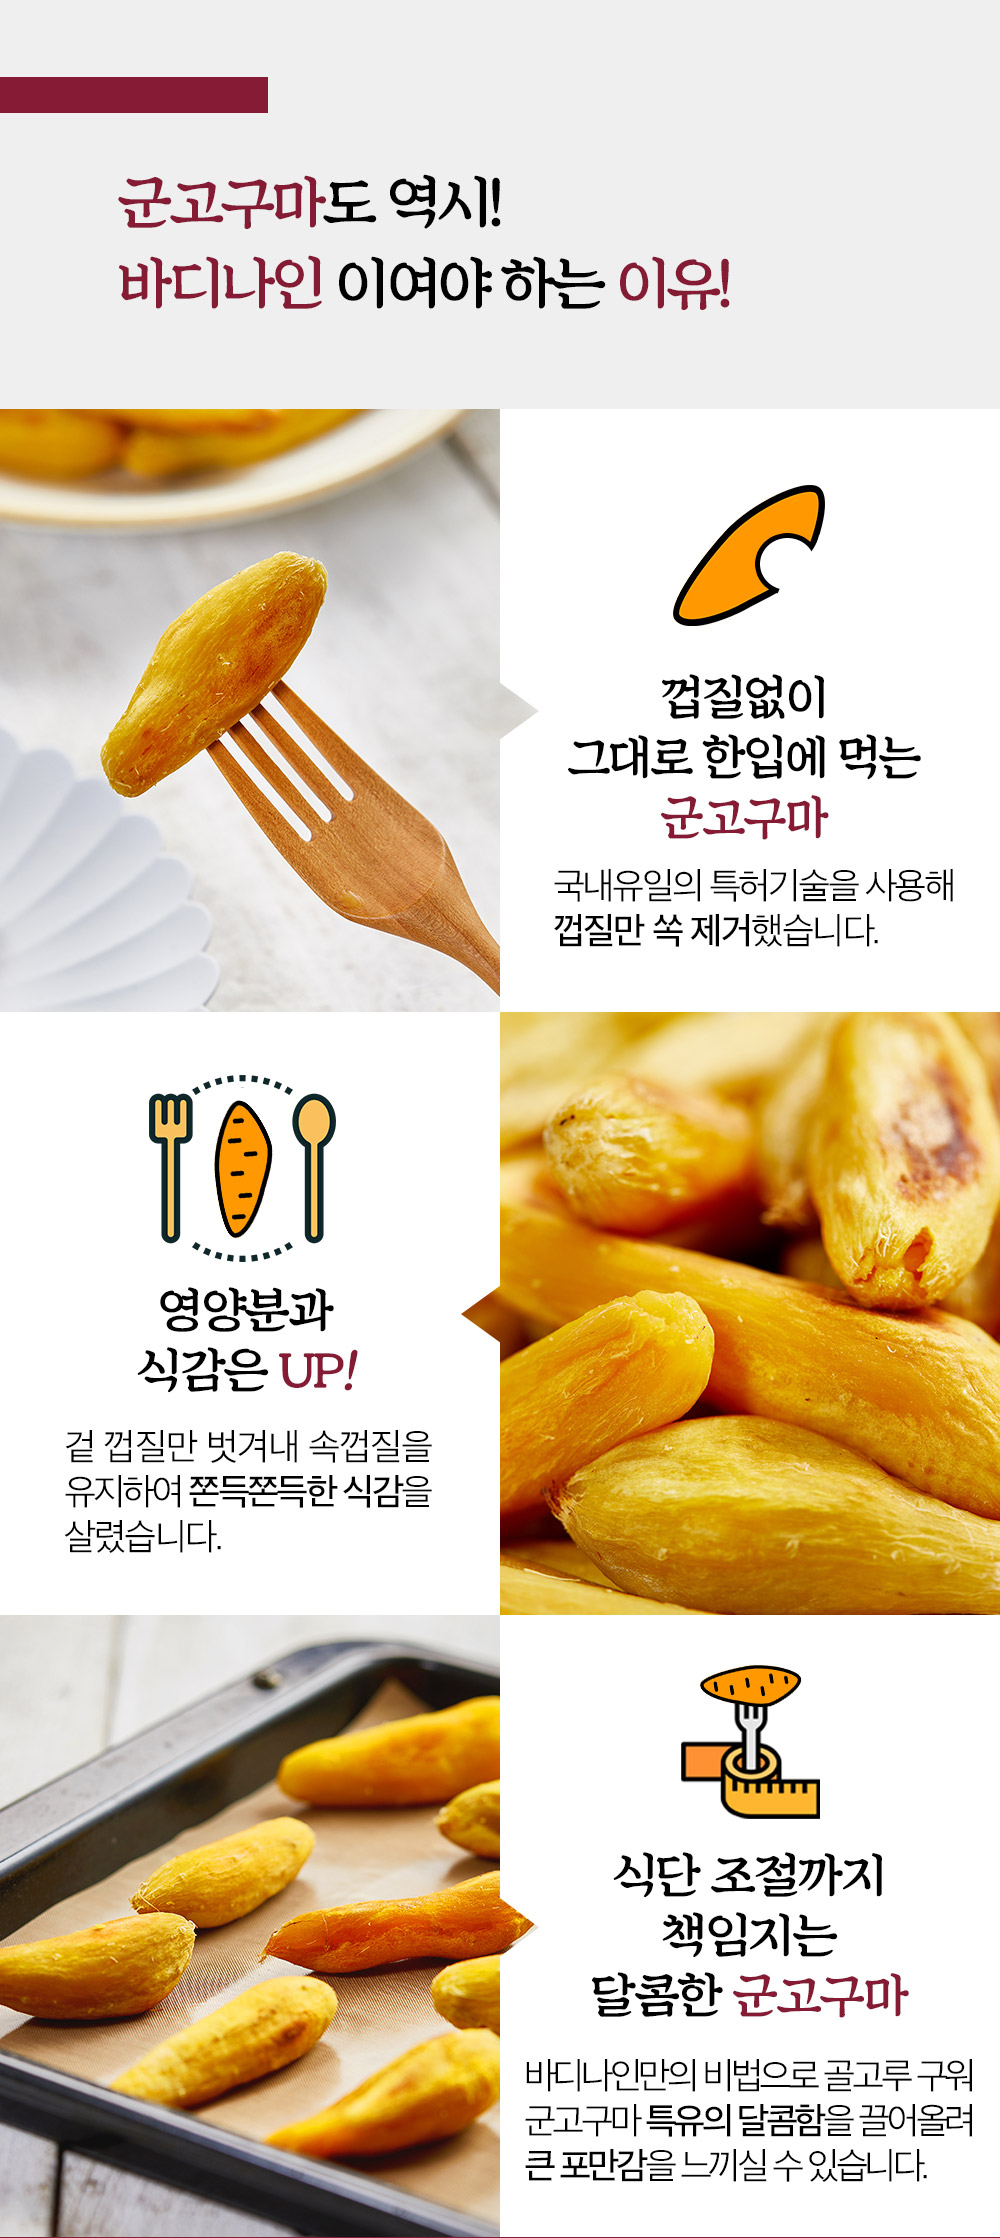 군고구마도 역시!
바디나인 이여야 하는 이유!
껍질없이
그대로 한입에 먹는
군고구마
국내유일의 특허기술을 사용해
껍질만 쏙 제거했습니다.
영양분과
식감은 UP!
겉 껍질만 벗겨내 속껍질을
유지하여 쫀득쫀득한 식감을
살렸습니다.
식단 조절까지
책임지는
달콤한 군고구마
바디나인만의 비법으로 골고루 구워
군고구마 특유의 달콤함을 끌어올려
큰 포만감을 느끼실 수 있습니다.